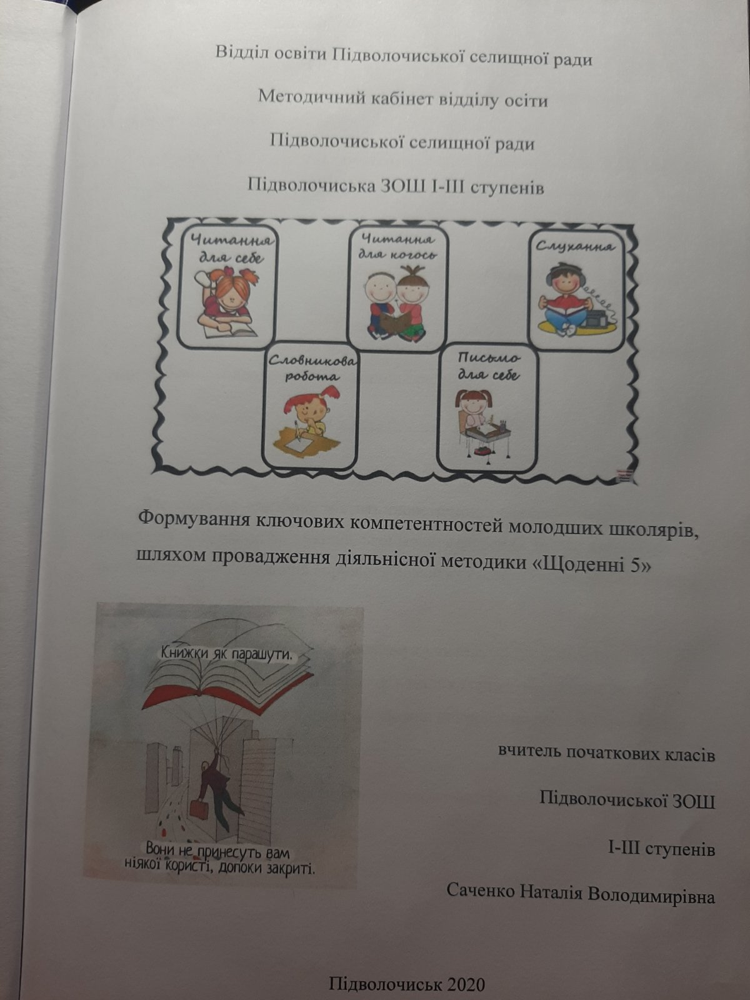 Відділ освіти Підволочиської селищної ради
Методичний кабінет відділу осіти
Підволочиської селищної ради
Підволочиська ЗОШ І-ІІІ ступенів
Читання
для себе
Читання
для когось
Слухання
Словникова
робота
Письмо
для себе
Формування ключових компетентностей молодших школярів,
шляхом провадження діяльнісної методики «Щоденні 5»
Книжки як парашути.
Вони не принесуть вам
ніякої користі, допоки закриті.
вчитель початкових класів
Підволочиської ЗОШ
І-ІІІ ступенів
Саченко Наталія Володимирівна
Підволочиськ 2020